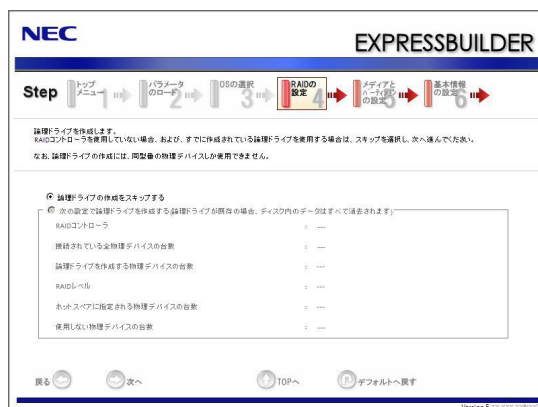 NEC
EXPRESSBUILDER
Step トップメニュー 1 パラメータのロード 2 OSの選択 3 RAIDの設定 4 メディアとパーティションの設定 5 基本情報の設定 6
論理ドライブを作成します。
RAIDコントローラを使用していない場合、および、すでに作成されている論理ドライブを使用する場合は、スキップを選択し、次へ進んでください。
なお、論理ドライブの作成には、同型番の物理デバイスしか使用できません。
論理ドライブの作成をスキップする
次の設定で論理ドライブを作成する(論理ドライブが既存の場合、ディスク内のデータはすべて消去されます)
RAIDコントローラ : ---
接続されている全物理デバイスの台数 : ---
論理ドライブを作成する物理デバイスの台数 : ---
RAIDレベル : ---
ホットスペアに指定される物理デバイスの台数 : ---
使用しない物理デバイスの台数 : ---
戻る 次へ TOPへ デフォルトへ戻す
Version 5